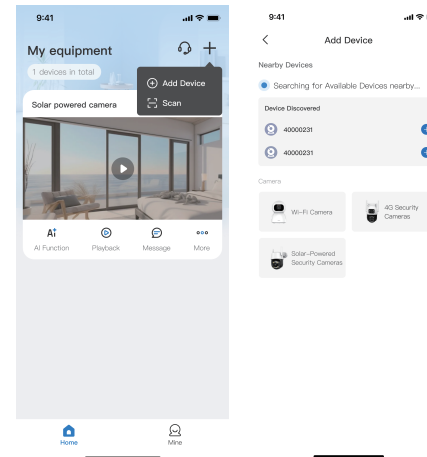 9:41
My equipment
1 devices in total
Add Device
Scan
Solar powered camera
AI Function
Playback
Message
More
Home
Mine
9:41
Add Device
Nearby Devices
Searching for Available Devices nearby...
Device Discovered
40000231
40000231
Camera
Wi-Fi Camera
4G Security
Cameras
Solar-Powered
Security Cameras